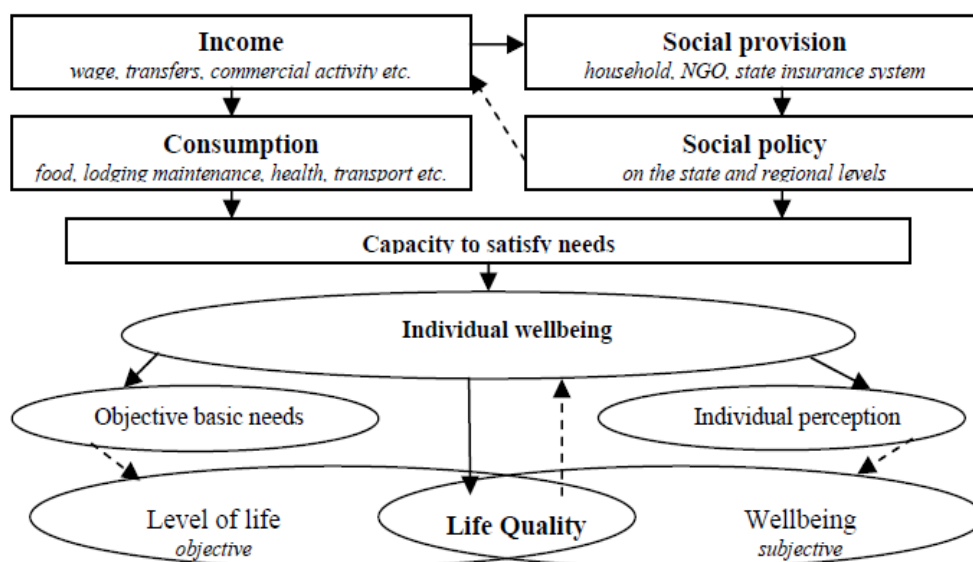 Income
wage, transfers, commercial activity etc.
Social provision
household, NGO, state insurance system
Consumption
food, lodging maintenance, health, transport etc.
Social policy
on the state and regional levels
Capacity to satisfy needs
Individual wellbeing
Objective basic needs
Individual perception
Level of life
objective
Life Quality
Wellbeing
subjective